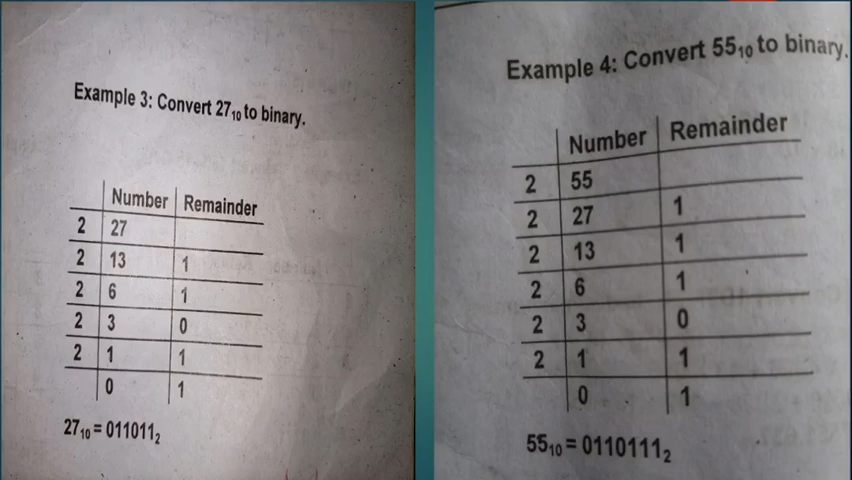 Example 3: Convert 27₁₀ to binary.
Number Remainder
2 27
2 13 1
2 6 1
2 3 0
2 1 1
0 1
27₁₀ = 011011₂
Example 4: Convert 55₁₀ to binary.
Number Remainder
2 55
2 27 1
2 13 1
2 6 1
2 3 0
2 1 1
0 1
55₁₀ = 0110111₂